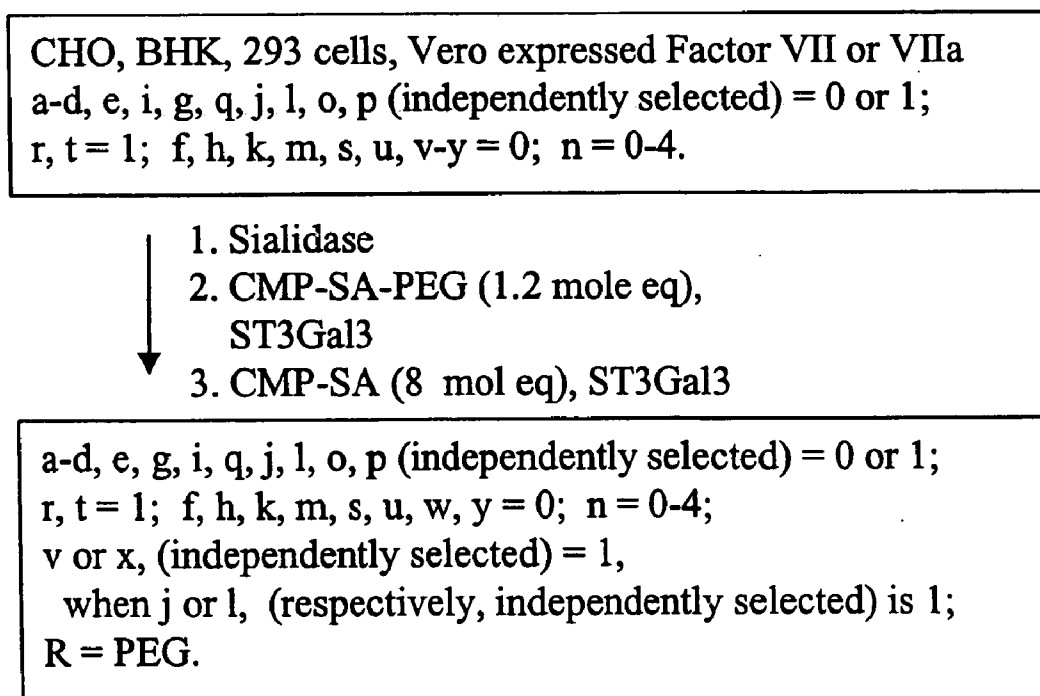 CHO, BHK, 293 cells, Vero expressed Factor VII or VIIa
a-d, e, i, g, q, j, l, o, p (independently selected) = 0 or 1;
r, t = 1; f, h, k, m, s, u, v-y = 0; n = 0-4.
1. Sialidase
2. CMP-SA-PEG (1.2 mole eq),
ST3Gal3
3. CMP-SA (8 mol eq), ST3Gal3
a-d, e, g, i, q, j, l, o, p (independently selected) = 0 or 1;
r, t = 1; f, h, k, m, s, u, w, y = 0; n = 0-4;
v or x, (independently selected) = 1,
when j or l, (respectively, independently selected) is 1;
R = PEG.